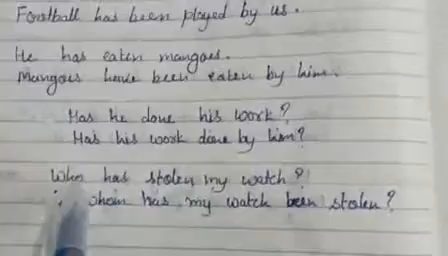 Football has been played by us.
He has eaten mangoes.
Mangoes have been eaten by him.
Has he done his work?
Has his work done by him?
Who has stolen my watch?
whom has my watch been stolen?